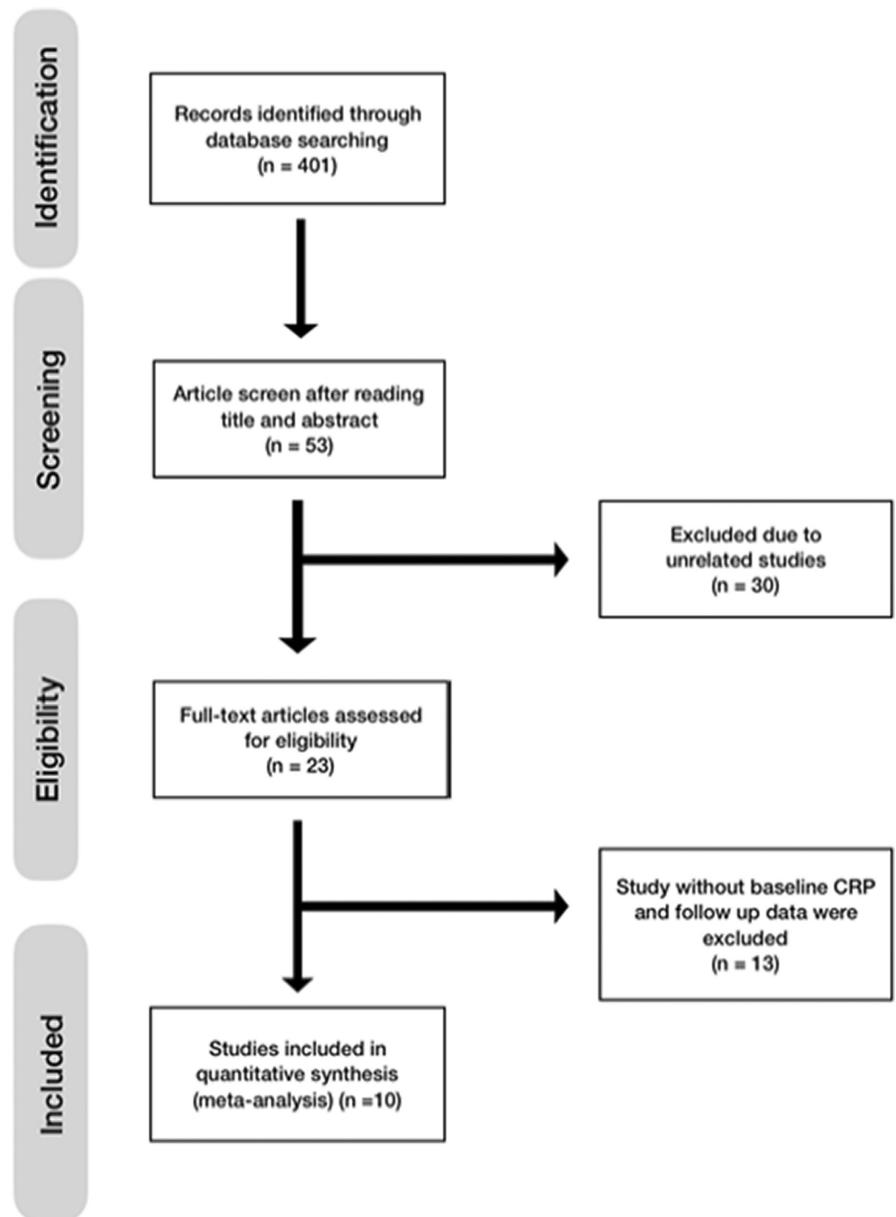 Identification
Records identified through
database searching
(n = 401)
Screening
Article screen after reading
title and abstract
(n = 53)
Excluded due to
unrelated studies
(n = 30)
Eligibility
Full-text articles assessed
for eligibility
(n = 23)
Study without baseline CRP
and follow up data were
excluded
(n = 13)
Included
Studies included in
quantitative synthesis
(meta-analysis) (n =10)